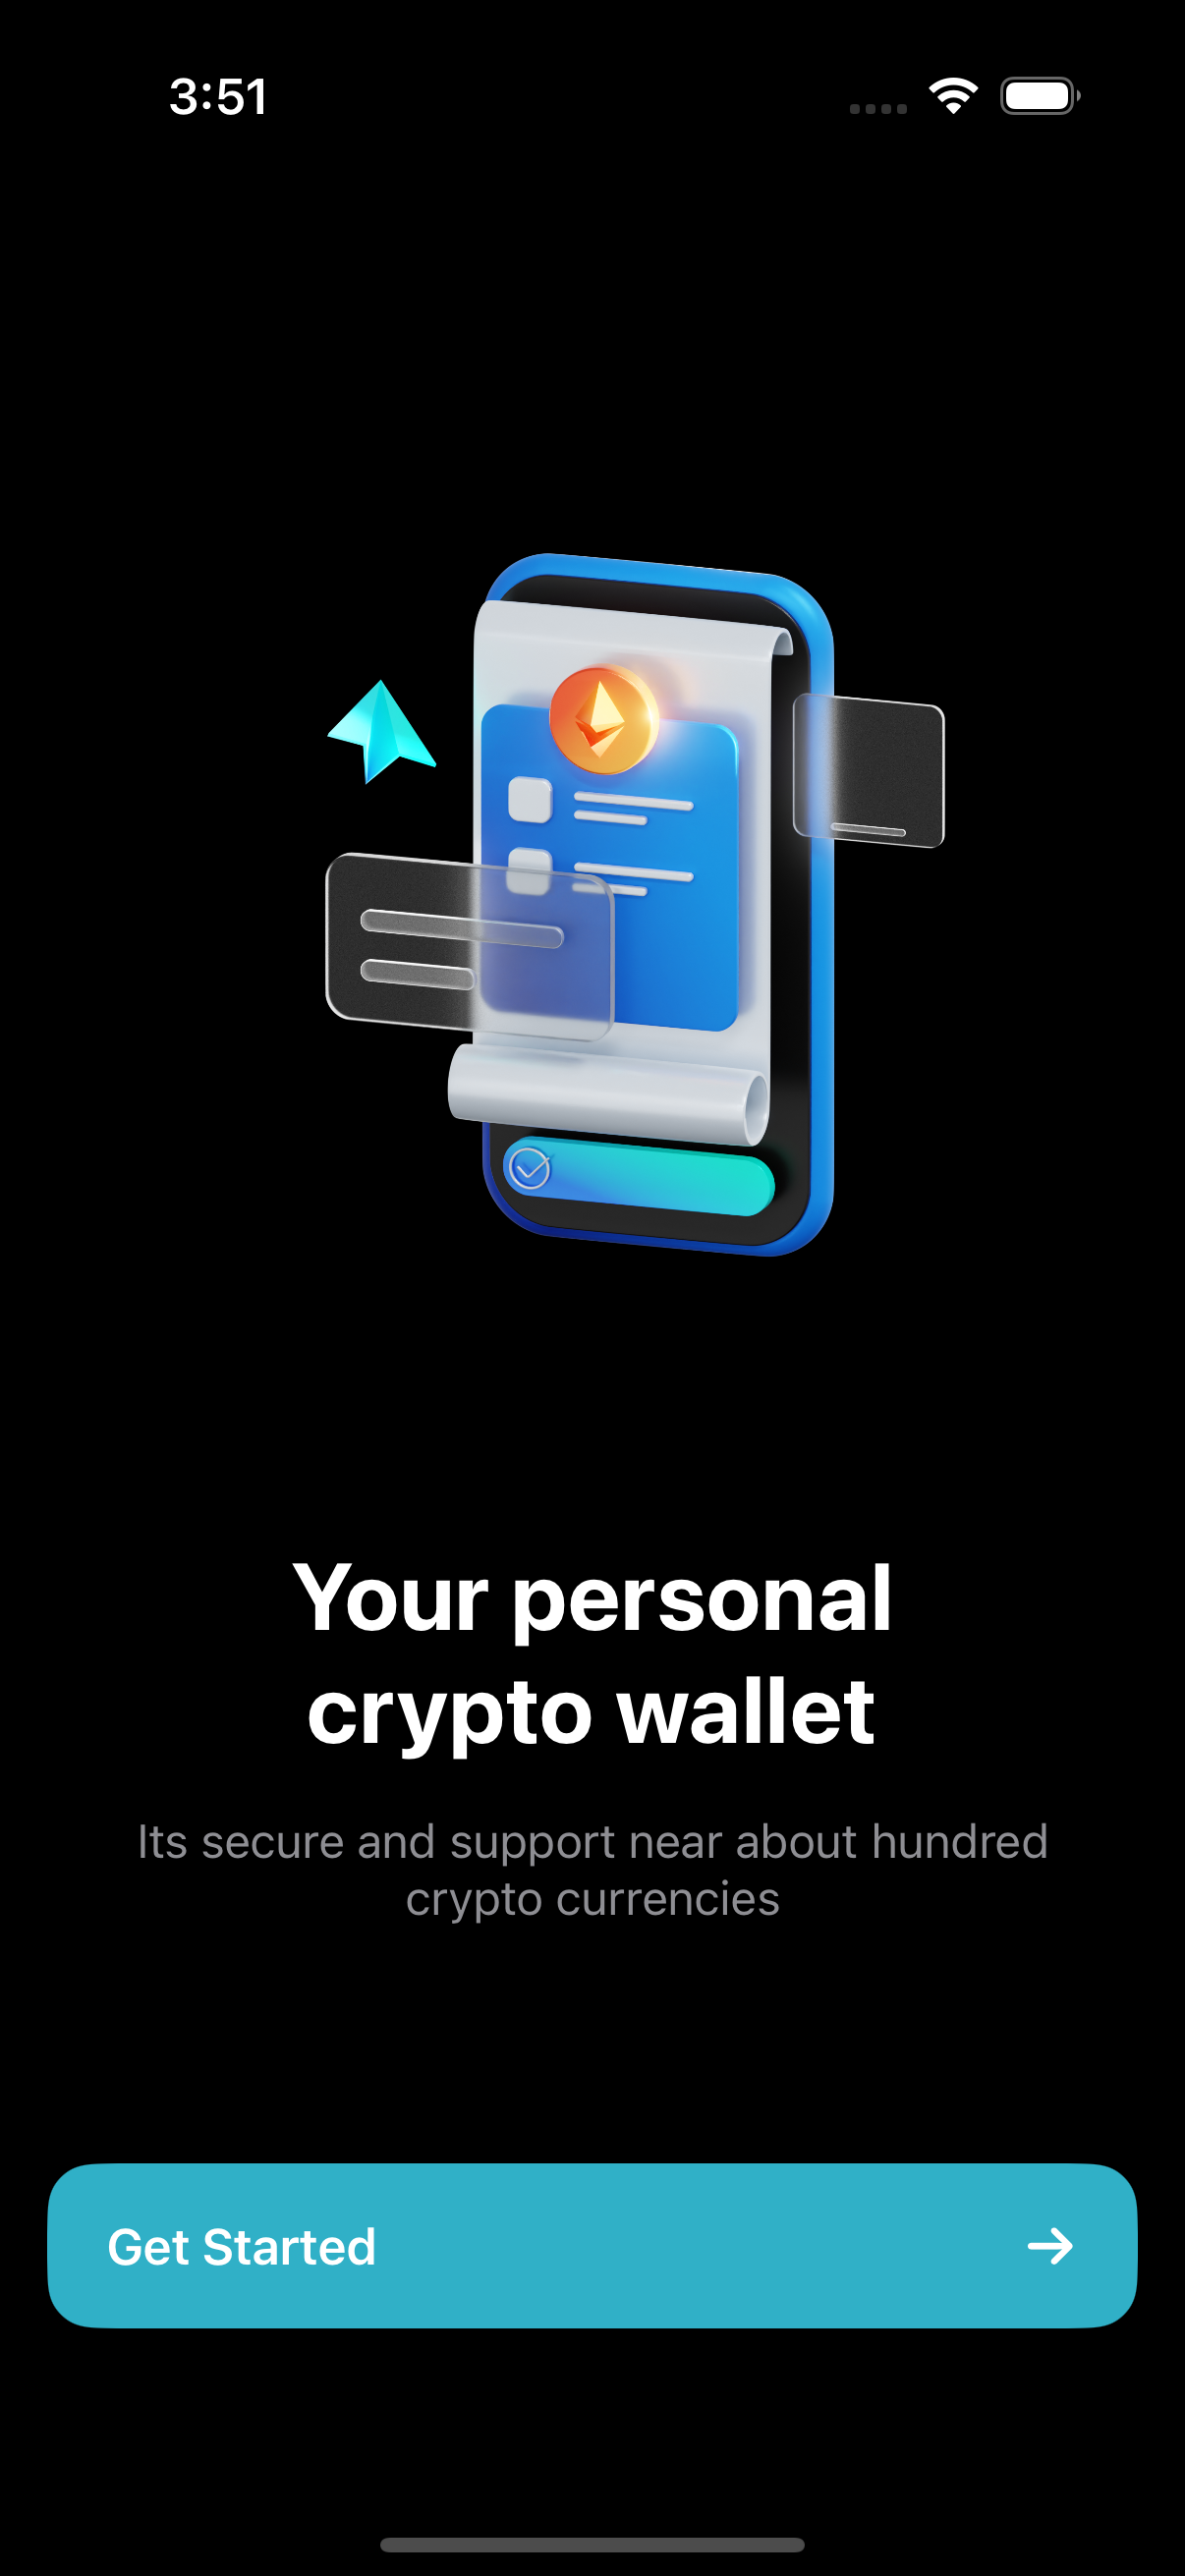 3:51
Your personal
crypto wallet
Its secure and support near about hundred
crypto currencies
Get Started